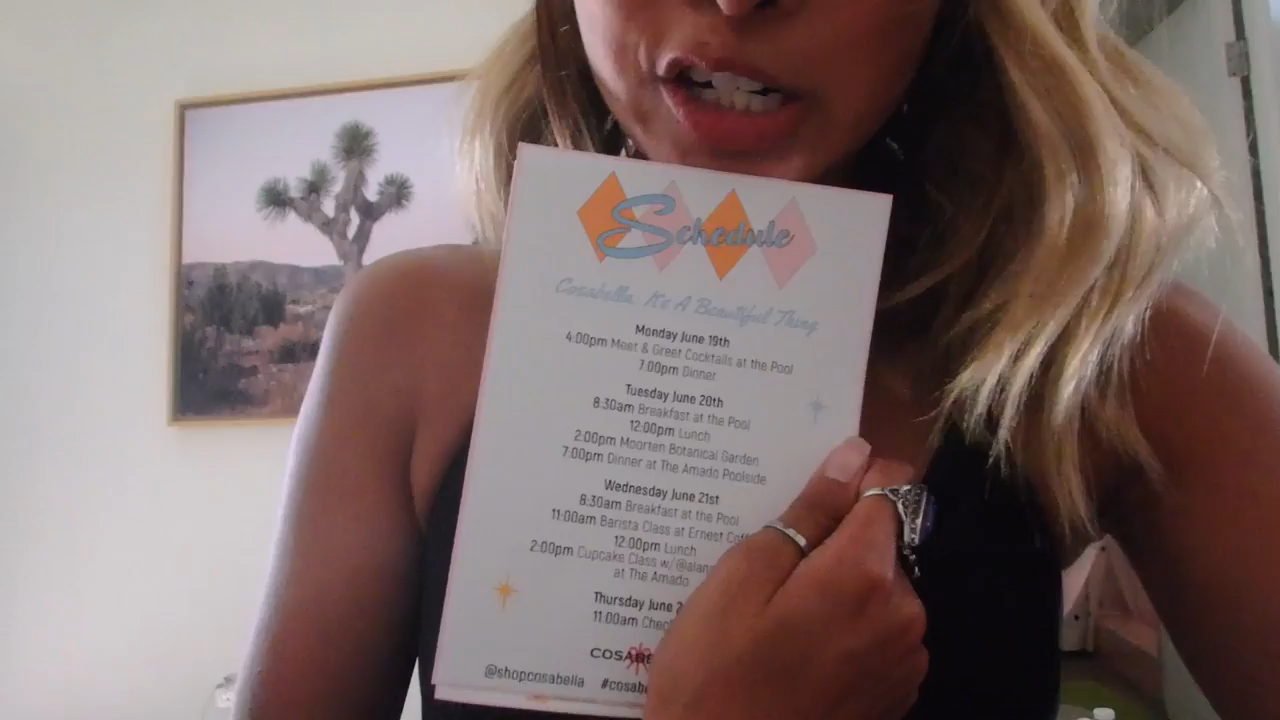 Schedule
Cosabella, It's A Beautiful Thing
Monday June 19th
4:00pm Meet & Greet Cocktails at the Pool
7:00pm Dinner
Tuesday June 20th
8:30am Breakfast at the Pool
12:00pm Lunch
2:00pm Moorten Botanical Garden
7:00pm Dinner at The Amado Poolside
Wednesday June 21st
8:30am Breakfast at the Pool
11:00am Barista Class at Ernest
12:00pm Lunch
2:00pm Cupcake Class w/
at The Amado
Thursday June
11:00am
@shopcosabella